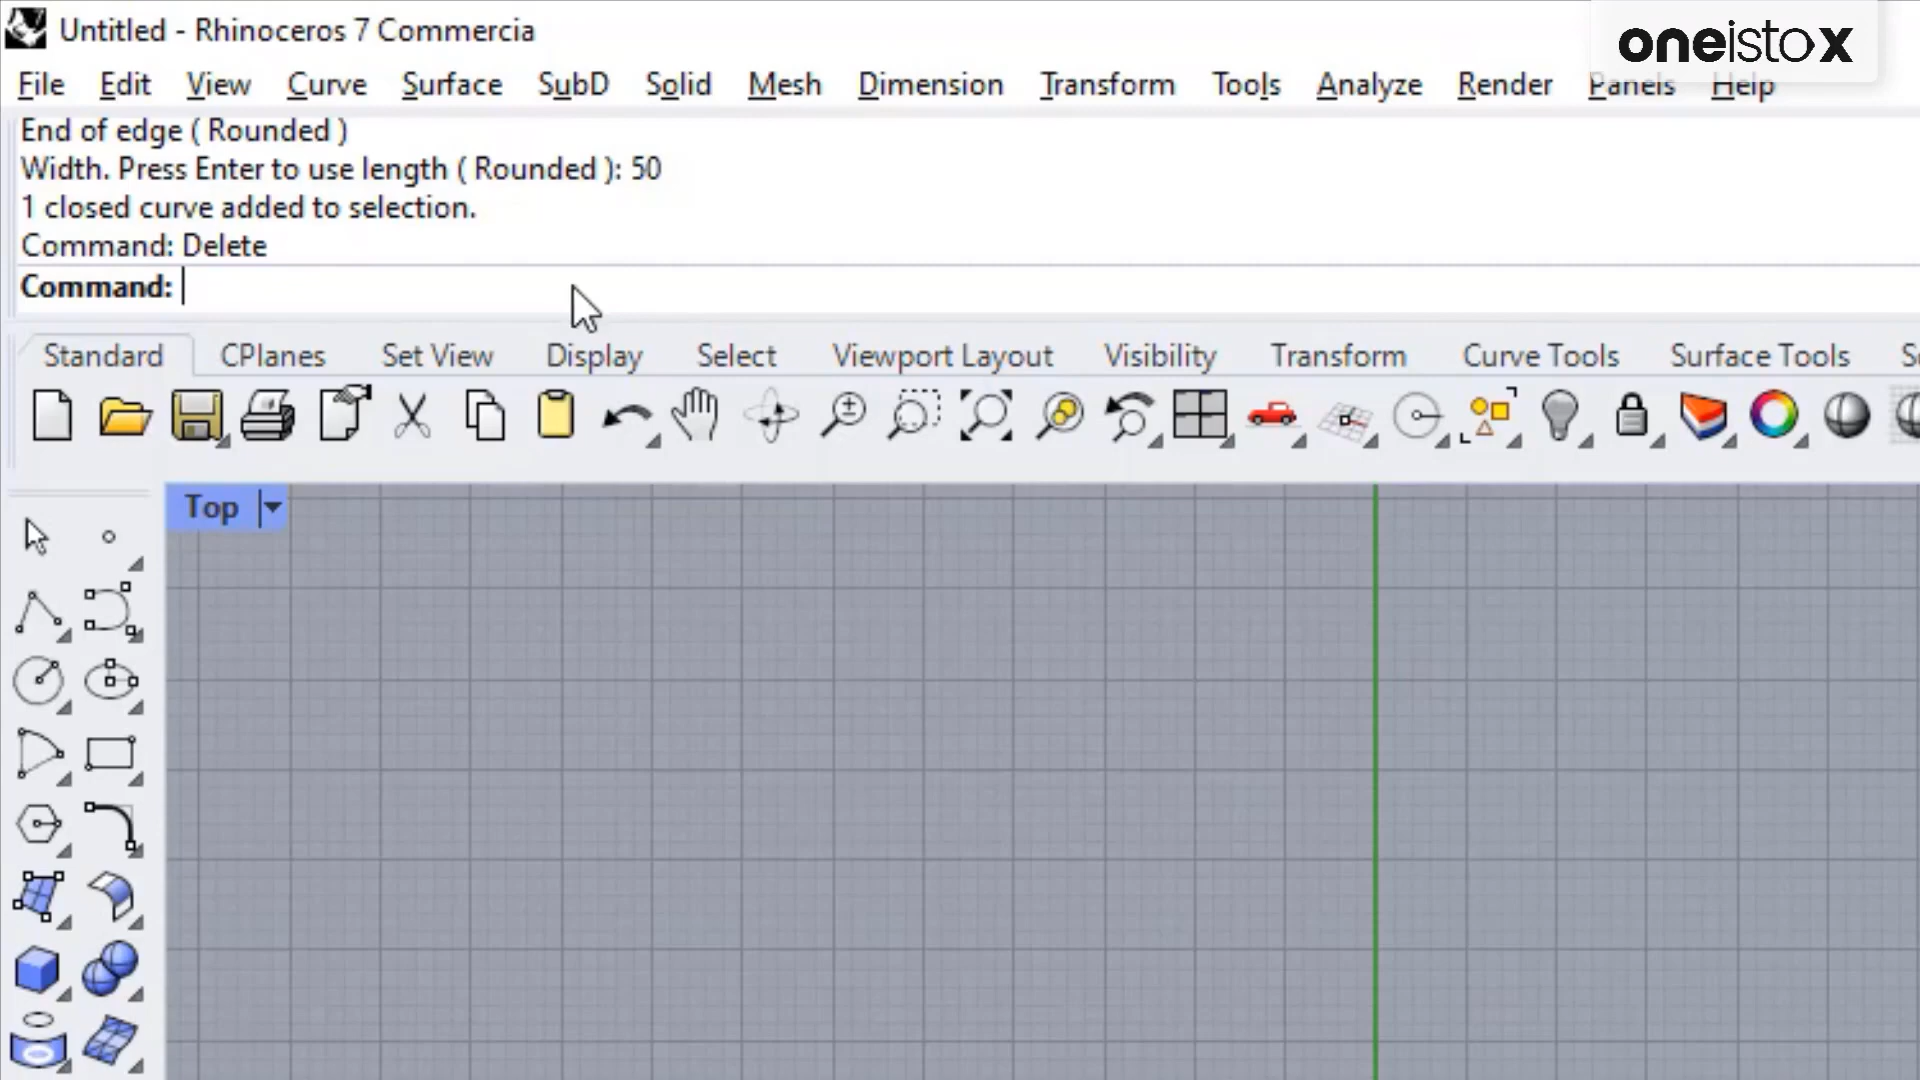 Untitled - Rhinoceros 7 Commercia
oneistox
File Edit View Curve Surface SubD Solid Mesh Dimension Transform Tools Analyze Render Panels Help
End of edge ( Rounded )
Width. Press Enter to use length ( Rounded ): 50
1 closed curve added to selection.
Command: Delete
Command:
Standard CPlanes Set View Display Select Viewport Layout Visibility Transform Curve Tools Surface Tools
Top